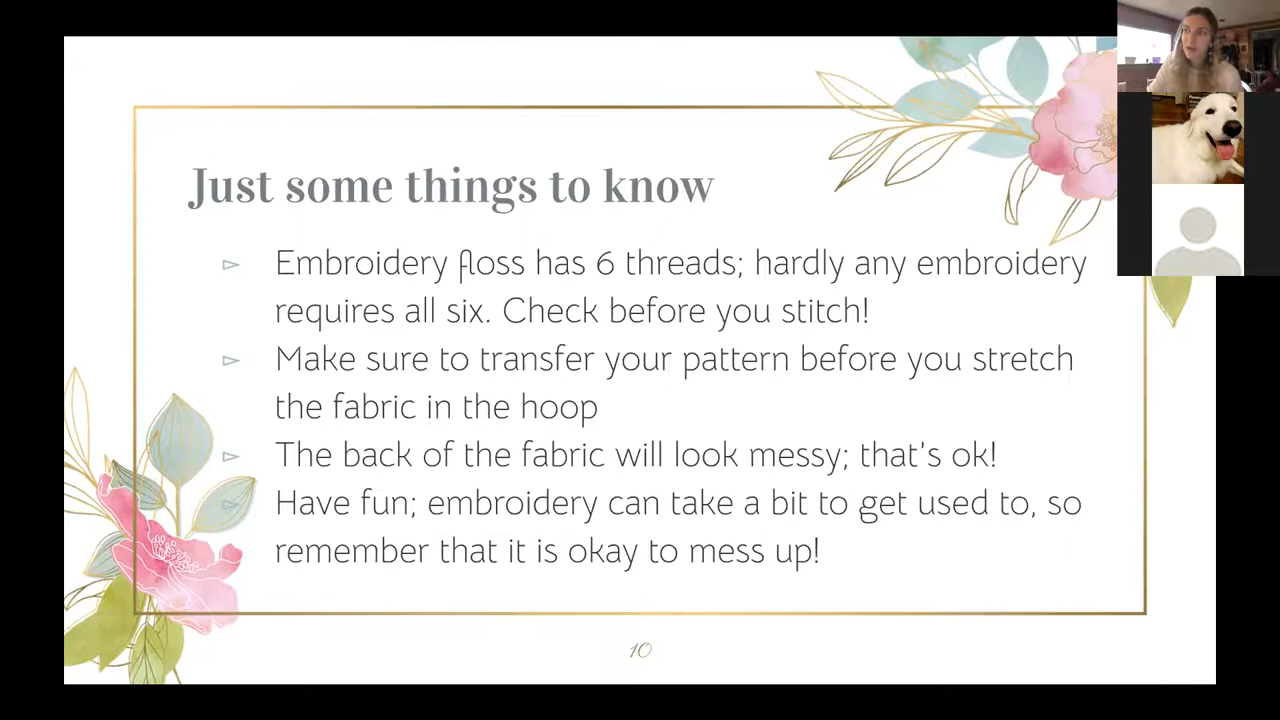 Just some things to know
▻ Embroidery floss has 6 threads; hardly any embroidery
requires all six. Check before you stitch!
▻ Make sure to transfer your pattern before you stretch
the fabric in the hoop
▻ The back of the fabric will look messy; that's ok!
▻ Have fun; embroidery can take a bit to get used to, so
remember that it is okay to mess up!
10